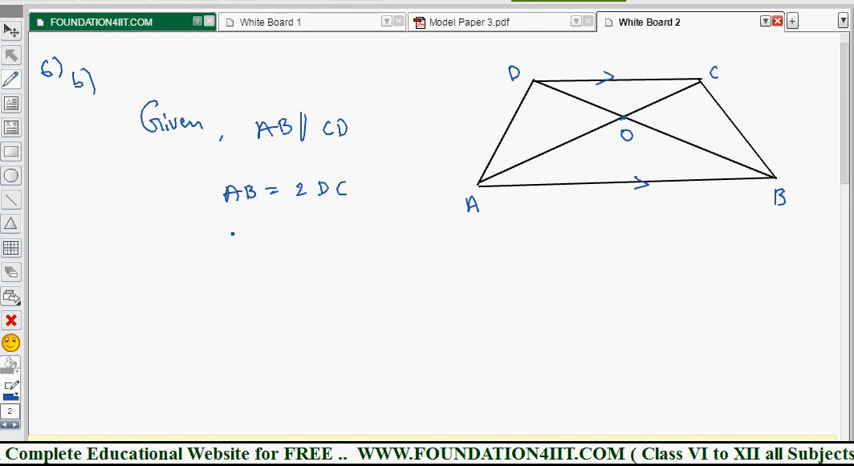 FOUNDATION4IIT.COM
White Board 1
Model Paper 3.pdf
White Board 2
6) b)
Given, AB || CD
AB = 2 DC
D
C
O
A
B
2
Complete Educational Website for FREE .. WWW.FOUNDATION4IIT.COM ( Class VI to XII all Subjects